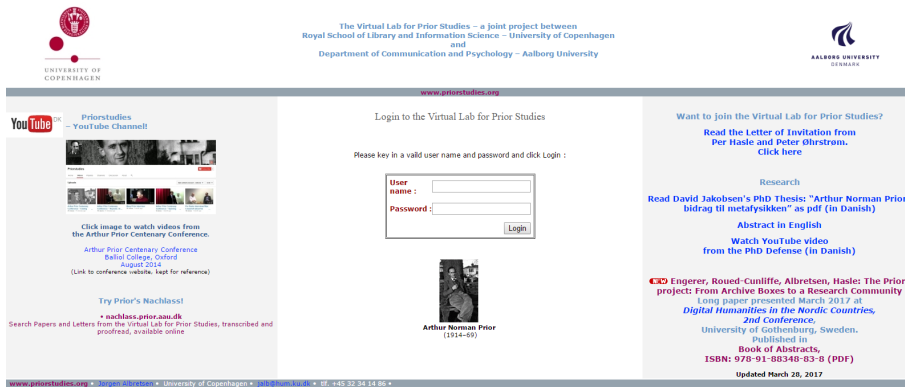 The Virtual Lab for Prior Studies – a joint project between
Royal School of Library and Information Science – University of Copenhagen
and
Department of Communication and Psychology – Aalborg University
UNIVERSITY OF
COPENHAGEN
AALBORG UNIVERSITY
DENMARK
www.priorstudies.org
YouTube DK
Priorstudies
– YouTube Channel!
Priorstudies
Click image to watch videos from
the Arthur Prior Centenary Conference.
Arthur Prior Centenary Conference
Balliol College, Oxford
August 2014
(Link to conference website, kept for reference)
Try Prior's Nachlass!
• nachlass.prior.aau.dk
Search Papers and Letters from the Virtual Lab for Prior Studies, transcribed and
proofread, available online
Login to the Virtual Lab for Prior Studies
Please key in a vaild user name and password and click Login :
User
name :
Password :
Login
Arthur Norman Prior
(1914–69)
Want to join the Virtual Lab for Prior Studies?
Read the Letter of Invitation from
Per Hasle and Peter Øhrstrøm.
Click here
Research
Read David Jakobsen's PhD Thesis: "Arthur Norman Prior
bidrag til metafysikken” as pdf (in Danish)
Abstract in English
Watch YouTube video
from the PhD Defense (in Danish)
NEW Engerer, Roued-Cunliffe, Albretsen, Hasle: The Prior
project: From Archive Boxes to a Research Community
Long paper presented March 2017 at
Digital Humanities in the Nordic Countries,
2nd Conference,
University of Gothenburg, Sweden.
Published in
Book of Abstracts,
ISBN: 978-91-88348-83-8 (PDF)
Updated March 28, 2017
www.priorstudies.org • Jørgen Albretsen • University of Copenhagen • jalb@hum.ku.dk • tlf. +45 32 34 14 86 •